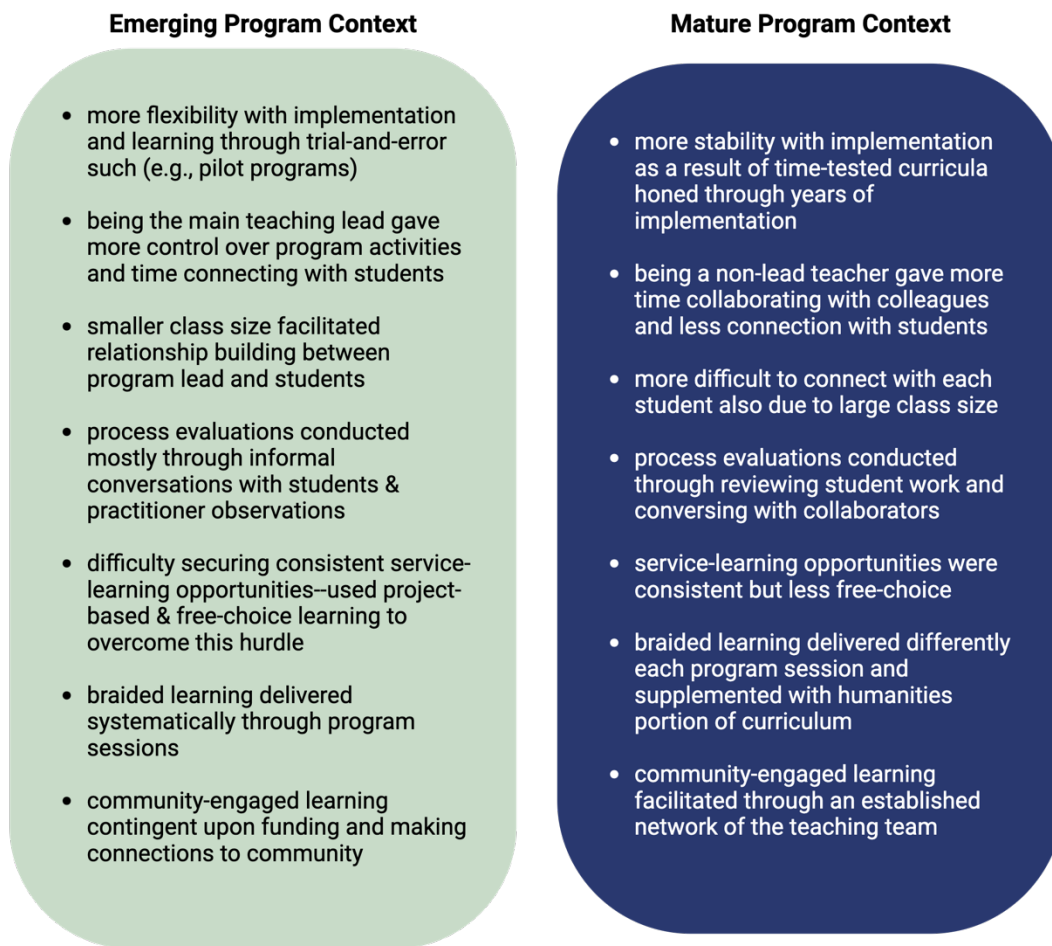 Emerging Program Context
• more flexibility with implementation
and learning through trial-and-error
such (e.g., pilot programs)
• being the main teaching lead gave
more control over program activities
and time connecting with students
• smaller class size facilitated
relationship building between
program lead and students
• process evaluations conducted
mostly through informal
conversations with students &
practitioner observations
• difficulty securing consistent service-
learning opportunities--used project-
based & free-choice learning to
overcome this hurdle
• braided learning delivered
systematically through program
sessions
• community-engaged learning
contingent upon funding and making
connections to community
Mature Program Context
• more stability with implementation
as a result of time-tested curricula
honed through years of
implementation
• being a non-lead teacher gave more
time collaborating with colleagues
and less connection with students
• more difficult to connect with each
student also due to large class size
• process evaluations conducted
through reviewing student work and
conversing with collaborators
• service-learning opportunities were
consistent but less free-choice
• braided learning delivered differently
each program session and
supplemented with humanities
portion of curriculum
• community-engaged learning
facilitated through an established
network of the teaching team